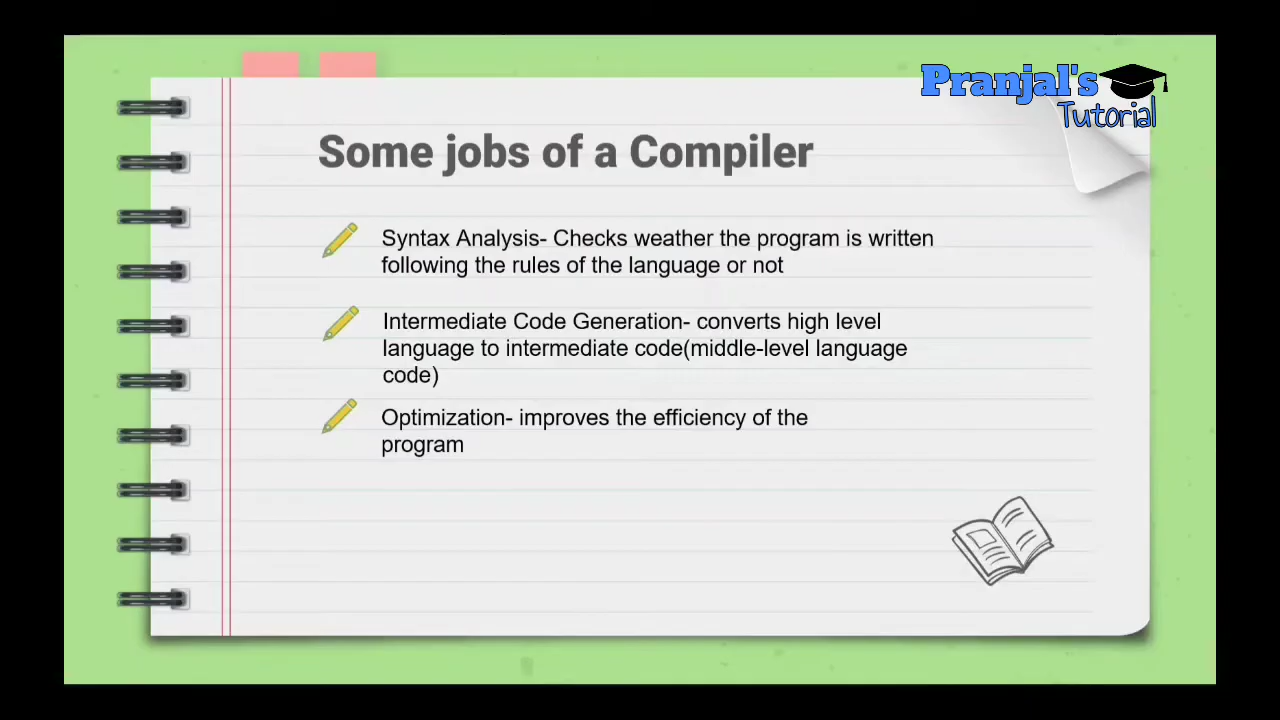 Pranjal's
Tutorial
Some jobs of a Compiler
Syntax Analysis- Checks weather the program is written
following the rules of the language or not
Intermediate Code Generation- converts high level
language to intermediate code(middle-level language
code)
Optimization- improves the efficiency of the
program